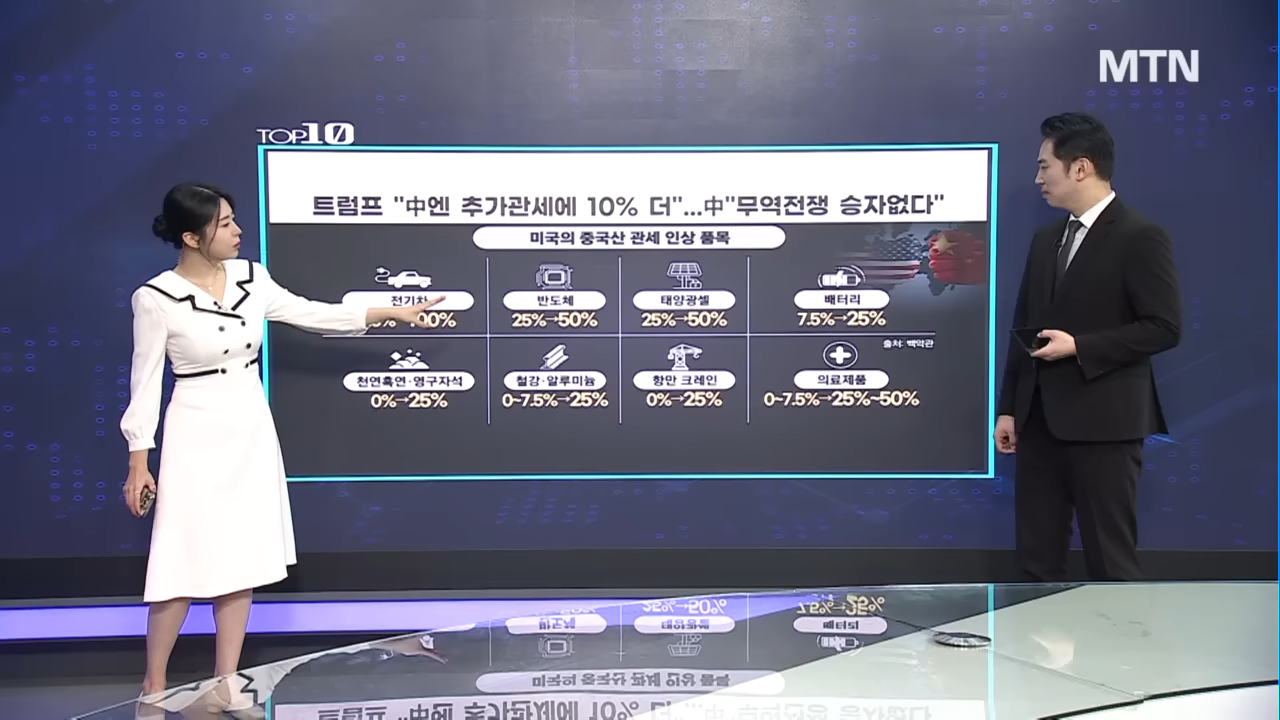 MTN
TOP10
트럼프 "中엔 추가관세에 10% 더"...中"무역전쟁 승자없다"
미국의 중국산 관세 인상 품목
전기차 반도체 태양광셀 배터리
25%→50% 25%→50% 7.5%→25%
출처: 백악관
천연흑연·영구자석 철강·알루미늄 항만 크레인 의료제품
0%→25% 0~7.5%→25% 0%→25% 0~7.5%→25%~50%